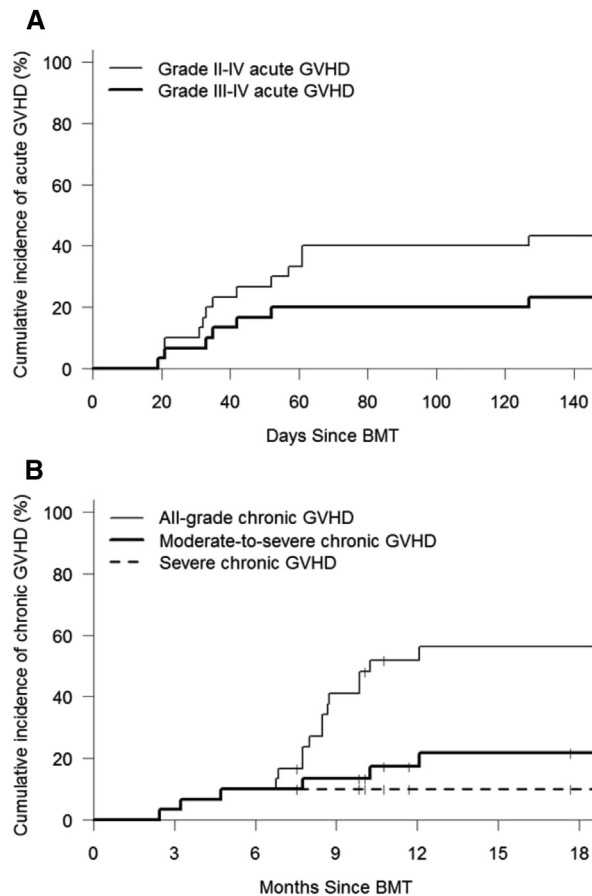 A
Cumulative incidence of acute GVHD (%)
100
80
60
40
20
0
Grade II-IV acute GVHD
Grade III-IV acute GVHD
0 20 40 60 80 100 120 140
Days Since BMT
B
Cumulative incidence of chronic GVHD (%)
100
80
60
40
20
0
All-grade chronic GVHD
Moderate-to-severe chronic GVHD
Severe chronic GVHD
0 3 6 9 12 15 18
Months Since BMT